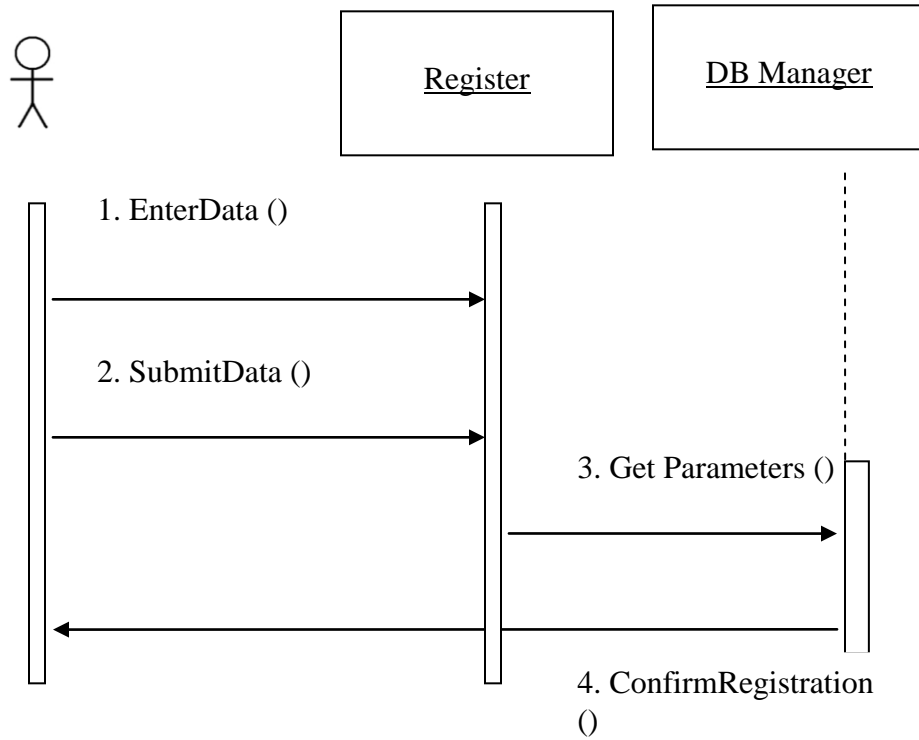 Register
DB Manager
1. EnterData ()
2. SubmitData ()
3. Get Parameters ()
4. ConfirmRegistration
()